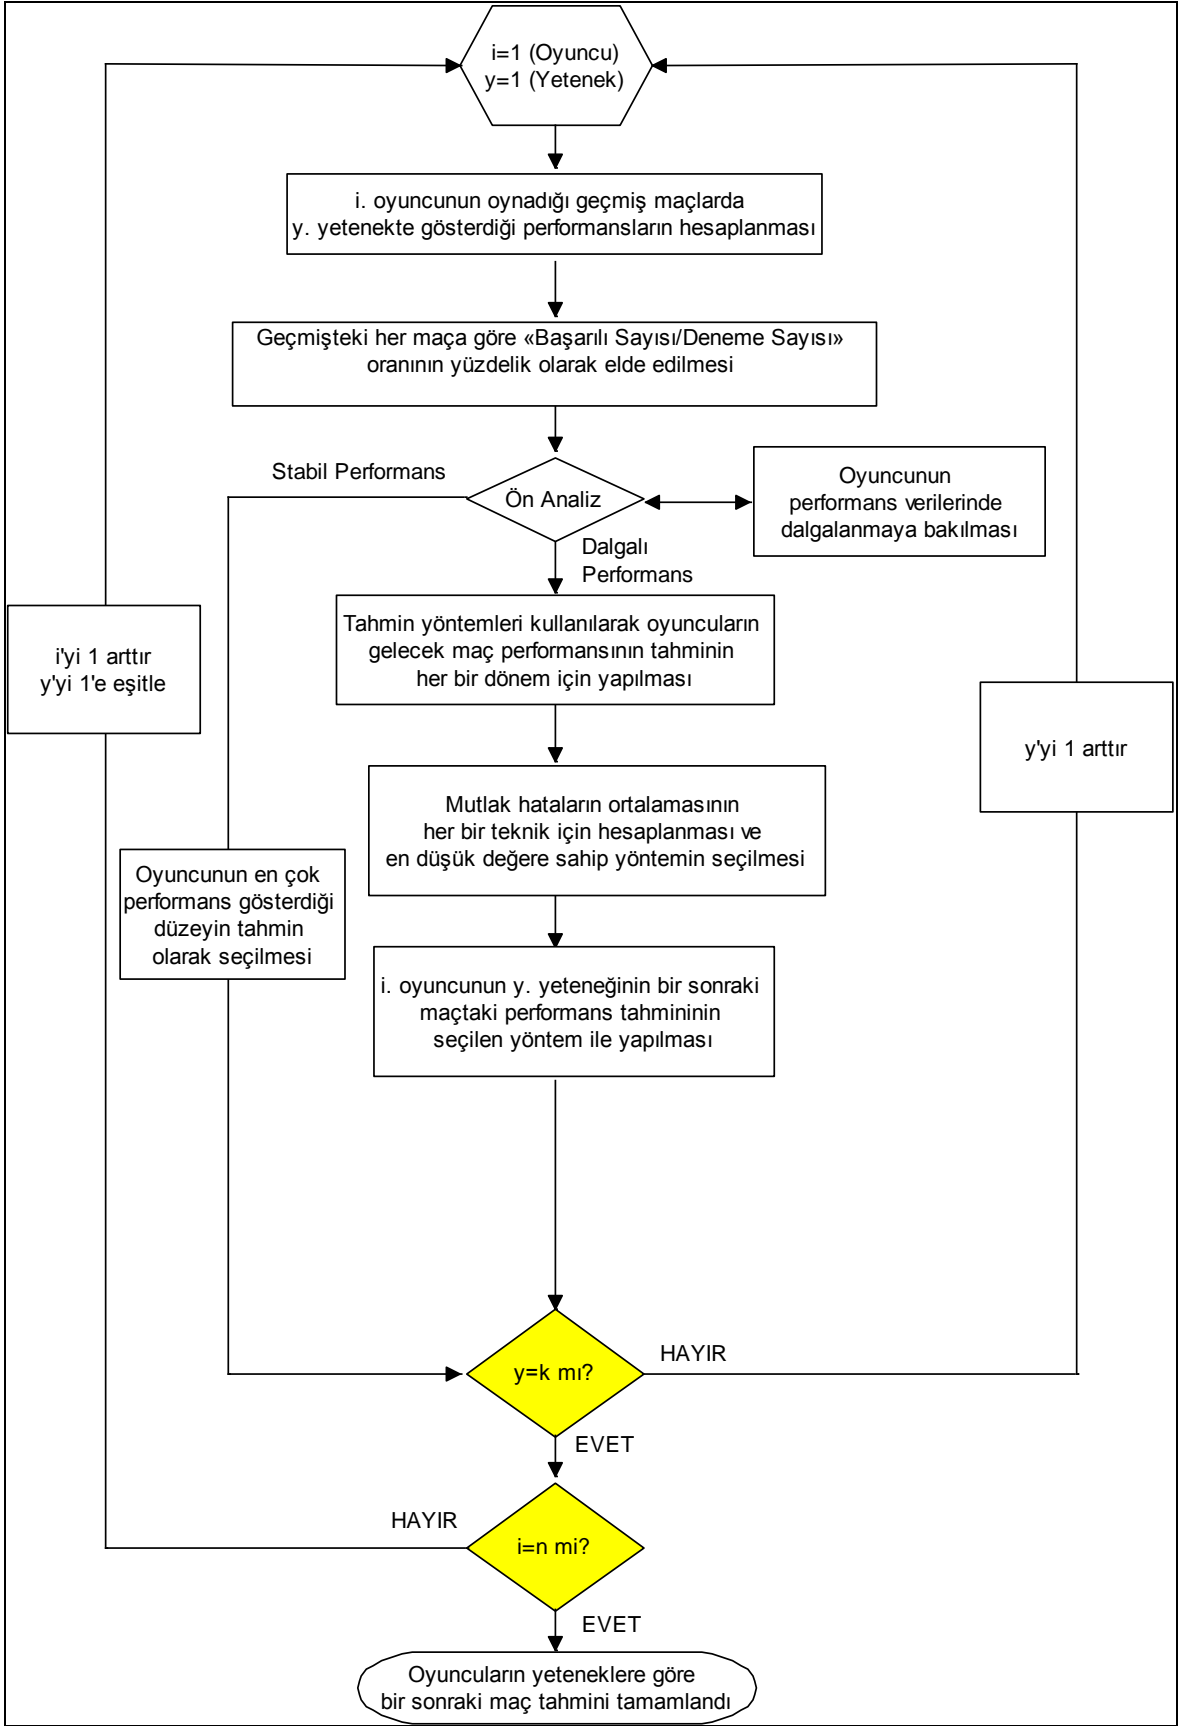 i=1 (Oyuncu)
y=1 (Yetenek)
i. oyuncunun oynadığı geçmiş maçlarda
y. yetenekte gösterdiği performansların hesaplanması
Geçmişteki her maça göre «Başarılı Sayısı/Deneme Sayısı»
oranının yüzdelik olarak elde edilmesi
Stabil Performans
Ön Analiz
Oyuncunun
performans verilerinde
dalgalanmaya bakılması
Dalgalı
Performans
Tahmin yöntemleri kullanılarak oyuncuların
gelecek maç performansının tahminin
her bir dönem için yapılması
i'yi 1 arttır
y'yi 1'e eşitle
y'yi 1 arttır
Mutlak hataların ortalamasının
her bir teknik için hesaplanması ve
en düşük değere sahip yöntemin seçilmesi
Oyuncunun en çok
performans gösterdiği
düzeyin tahmin
olarak seçilmesi
i. oyuncunun y. yeteneğinin bir sonraki
maçtaki performans tahmininin
seçilen yöntem ile yapılması
y=k mı?
HAYIR
EVET
HAYIR
i=n mi?
EVET
Oyuncuların yeteneklere göre
bir sonraki maç tahmini tamamlandı